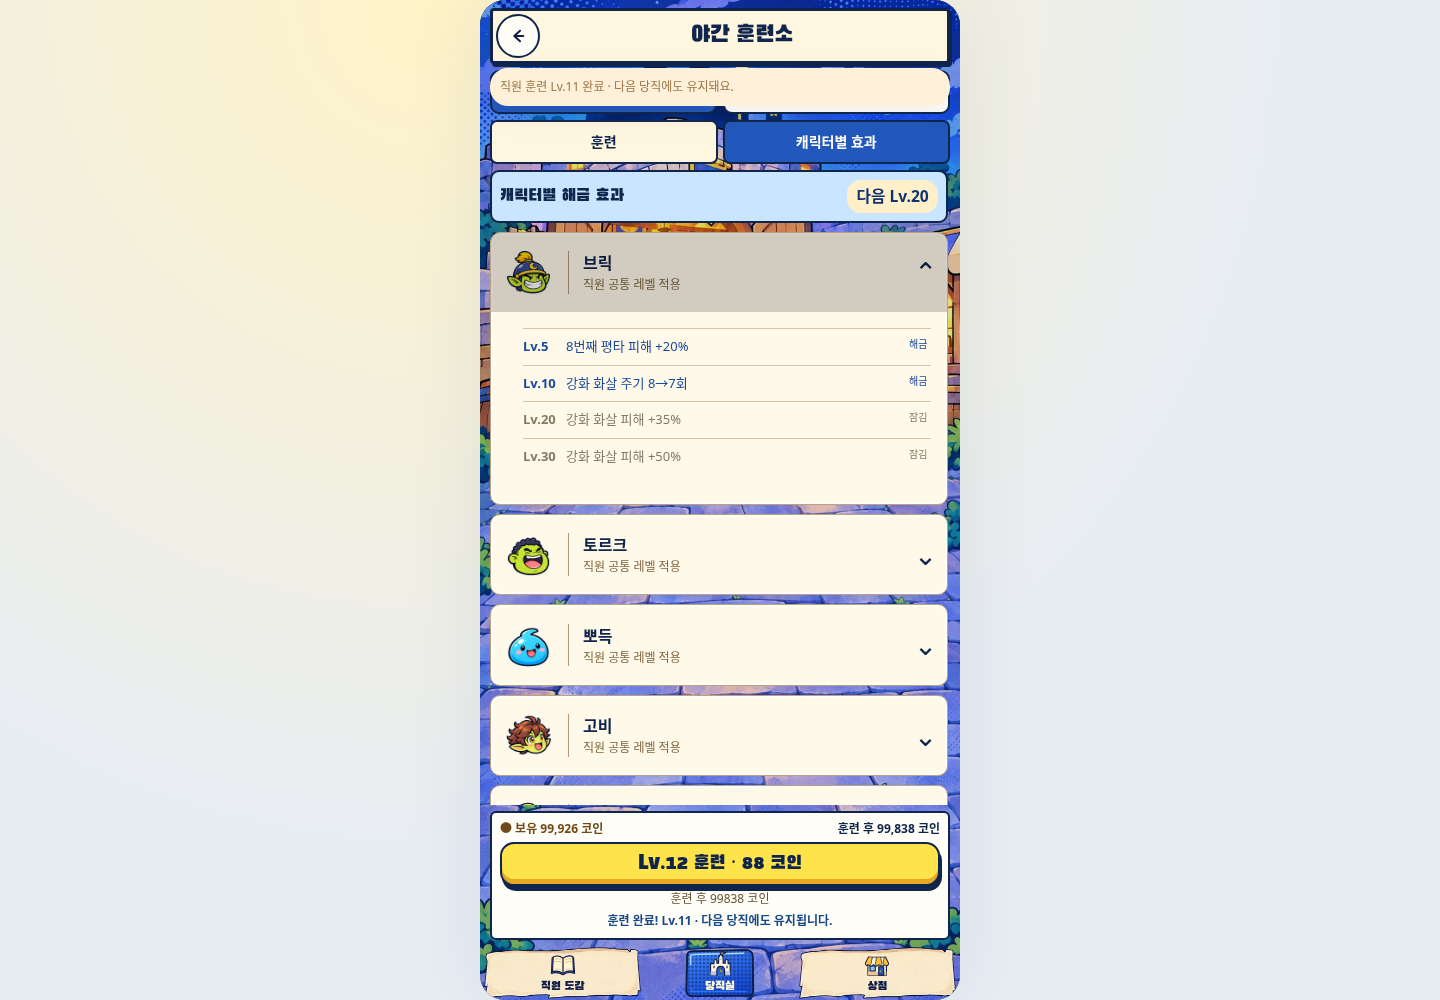 야간 훈련소
직원 훈련 Lv.11 완료 · 다음 당직에도 유지돼요.
훈련
캐릭터별 효과
캐릭터별 해금 효과
다음 Lv.20
브릭
직원 공통 레벨 적용
Lv.5 8번째 평타 피해 +20% 해금
Lv.10 강화 화살 주기 8→7회 해금
Lv.20 강화 화살 피해 +35% 잠김
Lv.30 강화 화살 피해 +50% 잠김
토르크
직원 공통 레벨 적용
뽀득
직원 공통 레벨 적용
고비
직원 공통 레벨 적용
보유 99,926 코인
훈련 후 99,838 코인
Lv.12 훈련 · 88 코인
훈련 후 99838 코인
훈련 완료! Lv.11 · 다음 당직에도 유지됩니다.
직원 도감
당직실
상점